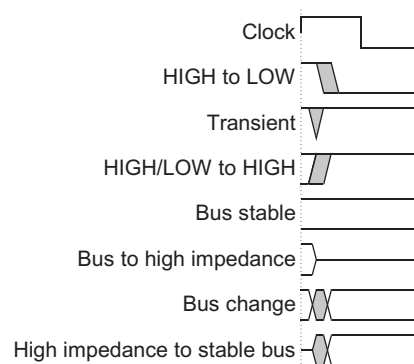 Clock
HIGH to LOW
Transient
HIGH/LOW to HIGH
Bus stable
Bus to high impedance
Bus change
High impedance to stable bus